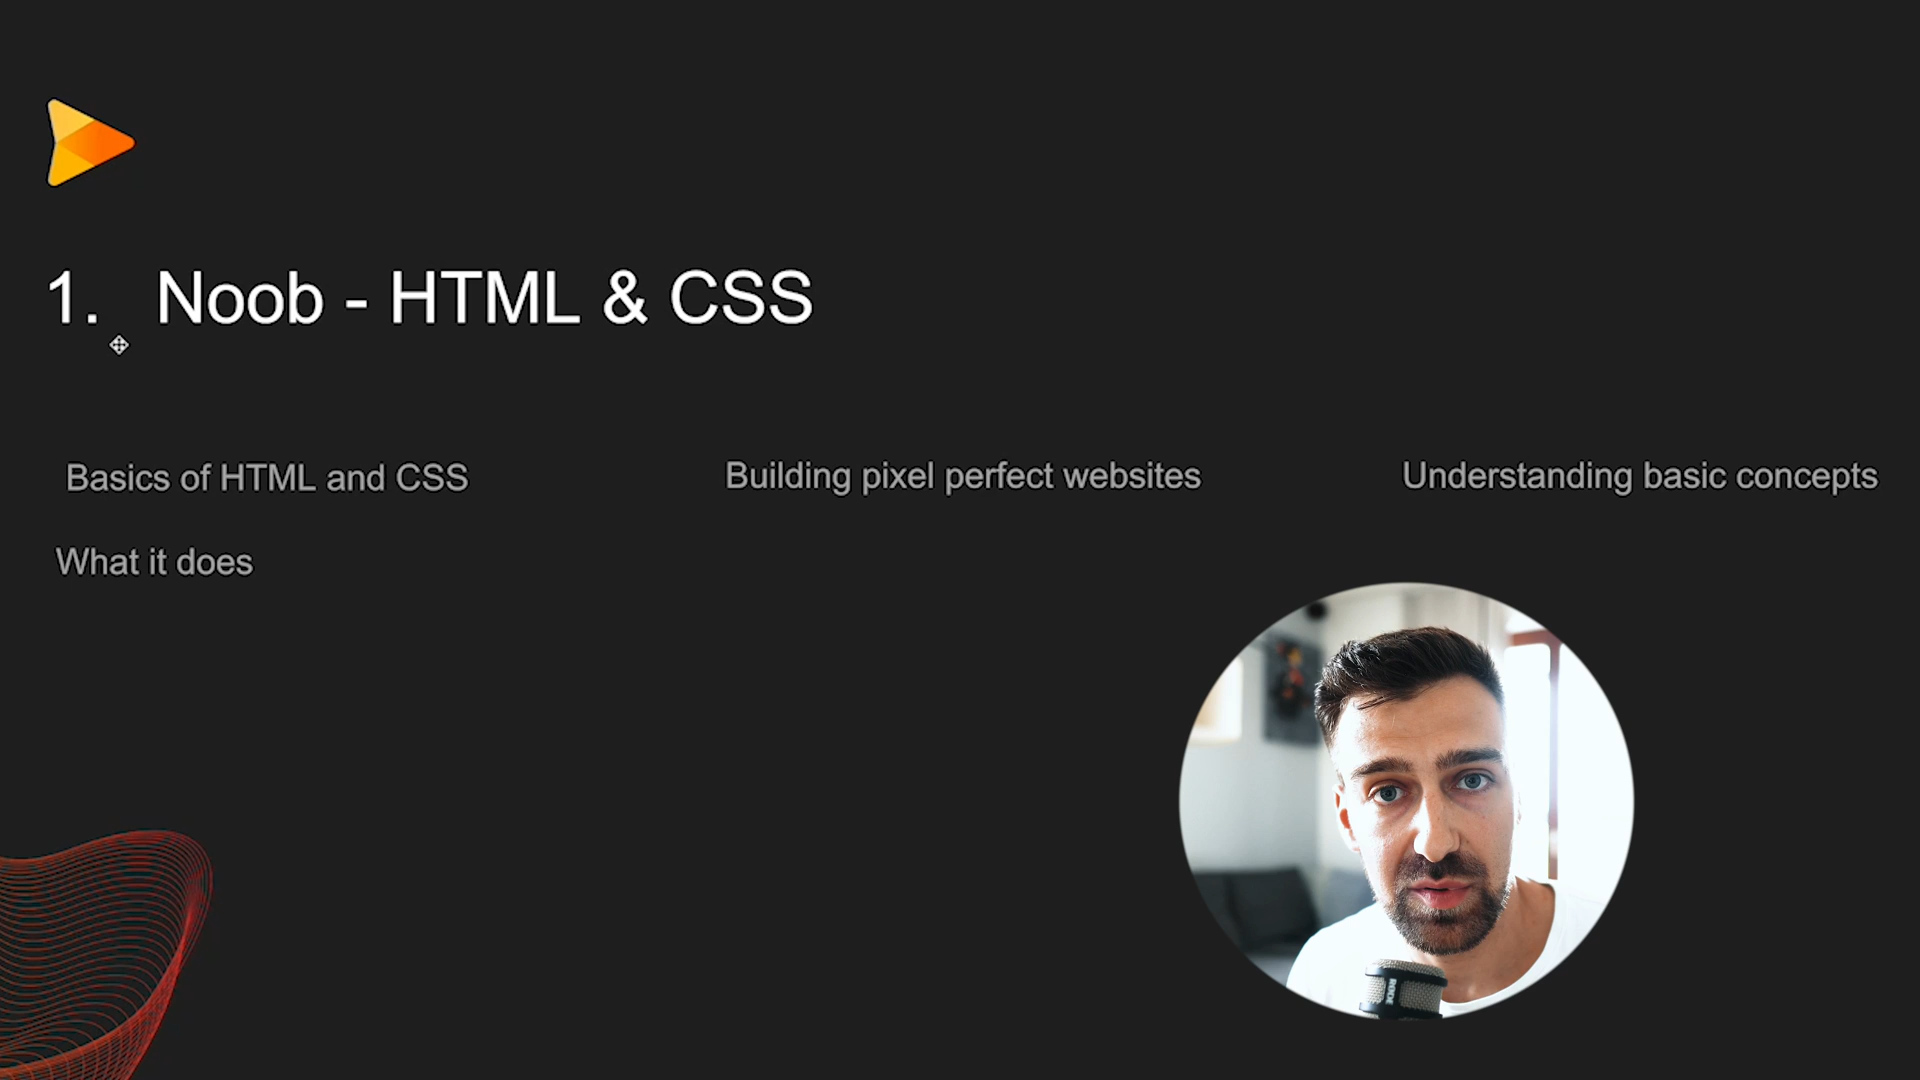 1. Noob - HTML & CSS
Basics of HTML and CSS
Building pixel perfect websites
Understanding basic concepts
What it does
RODE